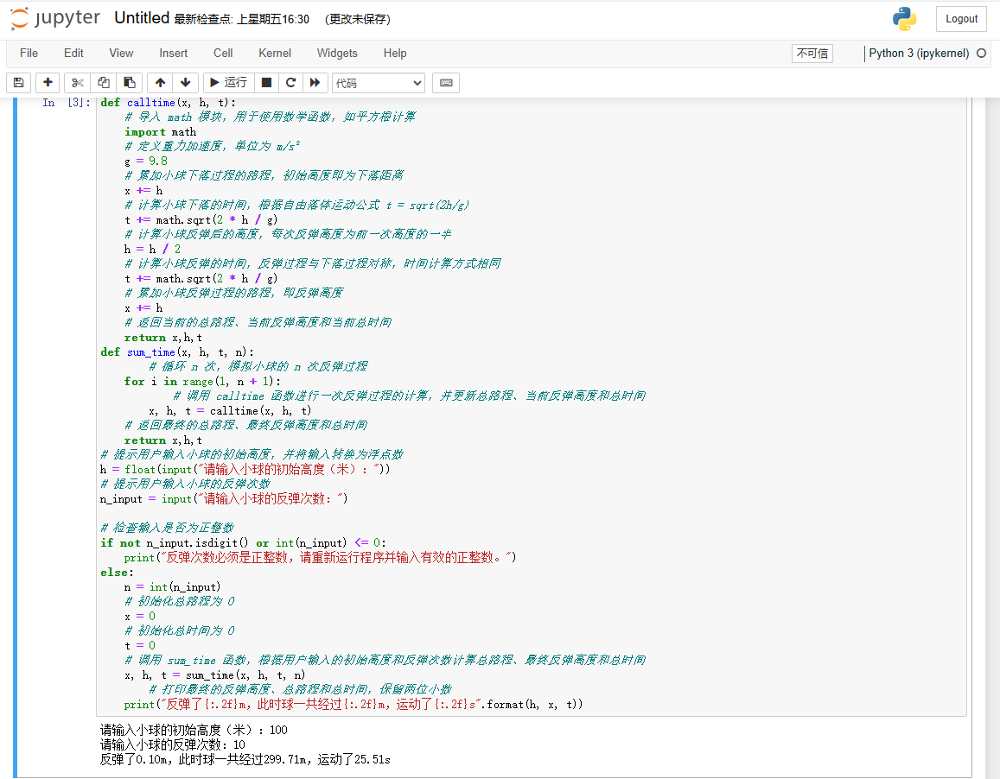 jupyter Untitled 最新检查点: 上星期五16:30 （更改未保存）
Logout
File Edit View Insert Cell Kernel Widgets Help 不可信 Python 3 (ipykernel)
运行 代码
In [3]: def calltime(x, h, t):
    # 导入 math 模块，用于使用数学函数，如平方根计算
    import math
    # 定义重力加速度，单位为 m/s²
    g = 9.8
    # 累加小球下落过程的路程，初始高度即为下落距离
    x += h
    # 计算小球下落的时间，根据自由落体运动公式 t = sqrt(2h/g)
    t += math.sqrt(2 * h / g)
    # 计算小球反弹后的高度，每次反弹高度为前一次高度的一半
    h = h / 2
    # 计算小球反弹的时间，反弹过程与下落过程对称，时间计算方式相同
    t += math.sqrt(2 * h / g)
    # 累加小球反弹过程的路程，即反弹高度
    x += h
    # 返回当前的总路程、当前反弹高度和当前总时间
    return x,h,t
def sum_time(x, h, t, n):
        # 循环 n 次，模拟小球的 n 次反弹过程
    for i in range(1, n + 1):
            # 调用 calltime 函数进行一次反弹过程的计算，并更新总路程、当前反弹高度和总时间
        x, h, t = calltime(x, h, t)
    # 返回最终的总路程、最终反弹高度和总时间
    return x,h,t
# 提示用户输入小球的初始高度，并将输入转换为浮点数
h = float(input("请输入小球的初始高度（米）: "))
# 提示用户输入小球的反弹次数
n_input = input("请输入小球的反弹次数: ")
# 检查输入是否为正整数
if not n_input.isdigit() or int(n_input) <= 0:
    print("反弹次数必须是正整数，请重新运行程序并输入有效的正整数。")
else:
    n = int(n_input)
    # 初始化总路程为 0
    x = 0
    # 初始化总时间为 0
    t = 0
    # 调用 sum_time 函数，根据用户输入的初始高度和反弹次数计算总路程、最终反弹高度和总时间
    x, h, t = sum_time(x, h, t, n)
        # 打印最终的反弹高度、总路程和总时间，保留两位小数
    print("反弹了{:.2f}m，此时球一共经过{:.2f}m，运动了{:.2f}s".format(h, x, t))
请输入小球的初始高度（米）: 100
请输入小球的反弹次数: 10
反弹了0.10m，此时球一共经过299.71m，运动了25.51s